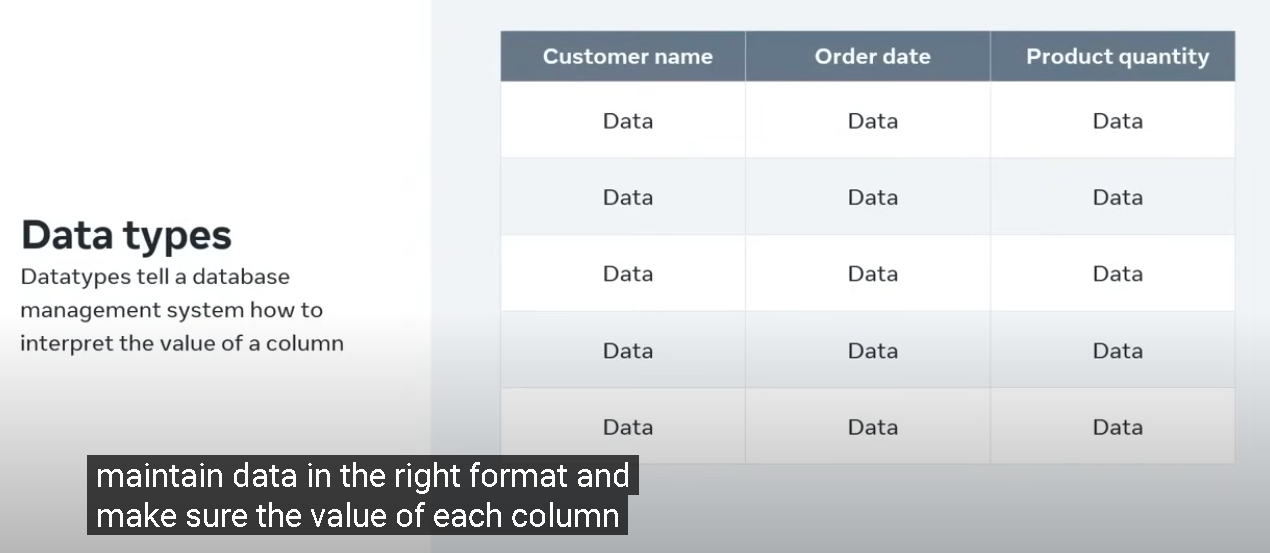 Data types
Datatypes tell a database
management system how to
interpret the value of a column
Customer name Order date Product quantity
Data Data Data
Data Data Data
Data Data Data
Data Data Data
Data Data Data
maintain data in the right format and
make sure the value of each column